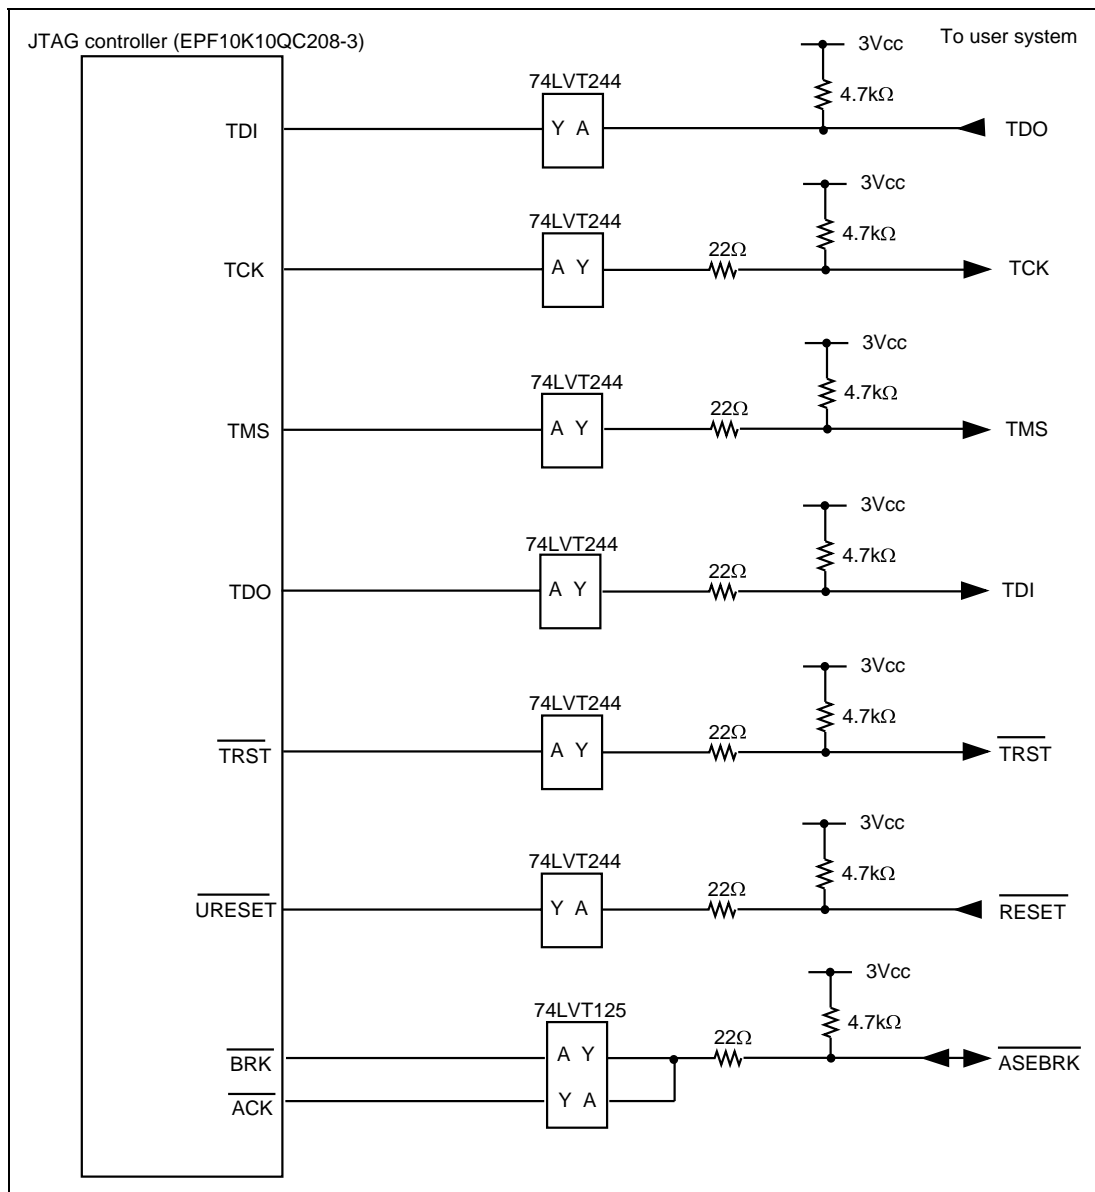 JTAG controller (EPF10K10QC208-3)
To user system
3Vcc
74LVT244
4.7kΩ
TDI
Y A
TDO
3Vcc
74LVT244
4.7kΩ
22Ω
TCK
A Y
TCK
3Vcc
74LVT244
4.7kΩ
22Ω
TMS
A Y
TMS
3Vcc
74LVT244
4.7kΩ
22Ω
TDO
A Y
TDI
3Vcc
74LVT244
4.7kΩ
22Ω
TRST
A Y
TRST
3Vcc
74LVT244
4.7kΩ
22Ω
URESET
Y A
RESET
3Vcc
74LVT125
4.7kΩ
22Ω
BRK
A Y
ASEBRK
ACK
Y A